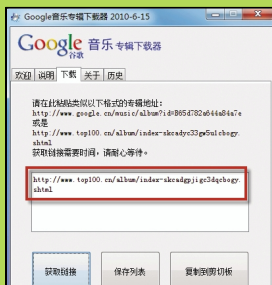 Google音乐专辑下载器 2010-6-15
Google 音乐 专辑下载器
谷歌
欢迎 说明 下载 关于 历史
请在此粘贴类似以下格式的专辑地址:
http://www.google.cn/music/album?id=B65d782a644a84a7e
或是
http://www.top100.cn/album/index-skcadyc33gw5ulcbogy.
shtml
获取链接需要时间,请耐心等待。
http://www.top100.cn/album/index-skcadgpjigc3dqcbogy.
shtml
获取链接 保存列表 复制到剪切板